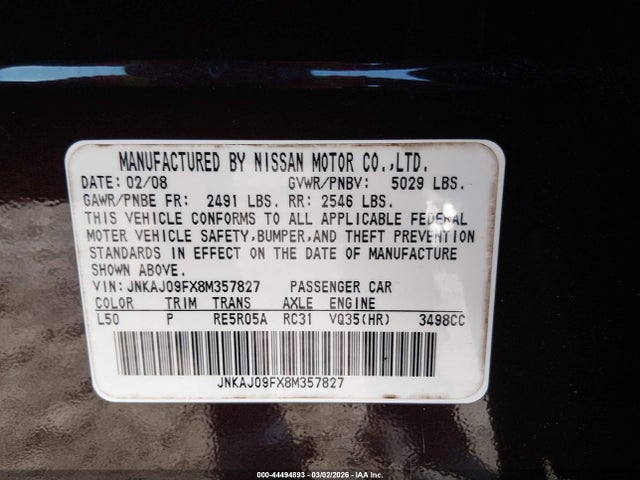 MANUFACTURED BY NISSAN MOTOR CO.,LTD.
DATE: 02/08 GVWR/PNBV: 5029 LBS.
GAWR/PNBE FR: 2491 LBS. RR: 2546 LBS.
THIS VEHICLE CONFORMS TO ALL APPLICABLE FEDERAL
MOTOR VEHICLE SAFETY,BUMPER,AND THEFT PREVENTION
STANDARDS IN EFFECT ON THE DATE OF MANUFACTURE
SHOWN ABOVE.
VIN:JNKAJ09FX8M357827 PASSENGER CAR
COLOR TRIM TRANS AXLE ENGINE
L50 P RE5R05A RC31 VQ35(HR) 3498CC
JNKAJ09FX8M357827
000-44494893 | 03/02/2026 - IAA Inc.